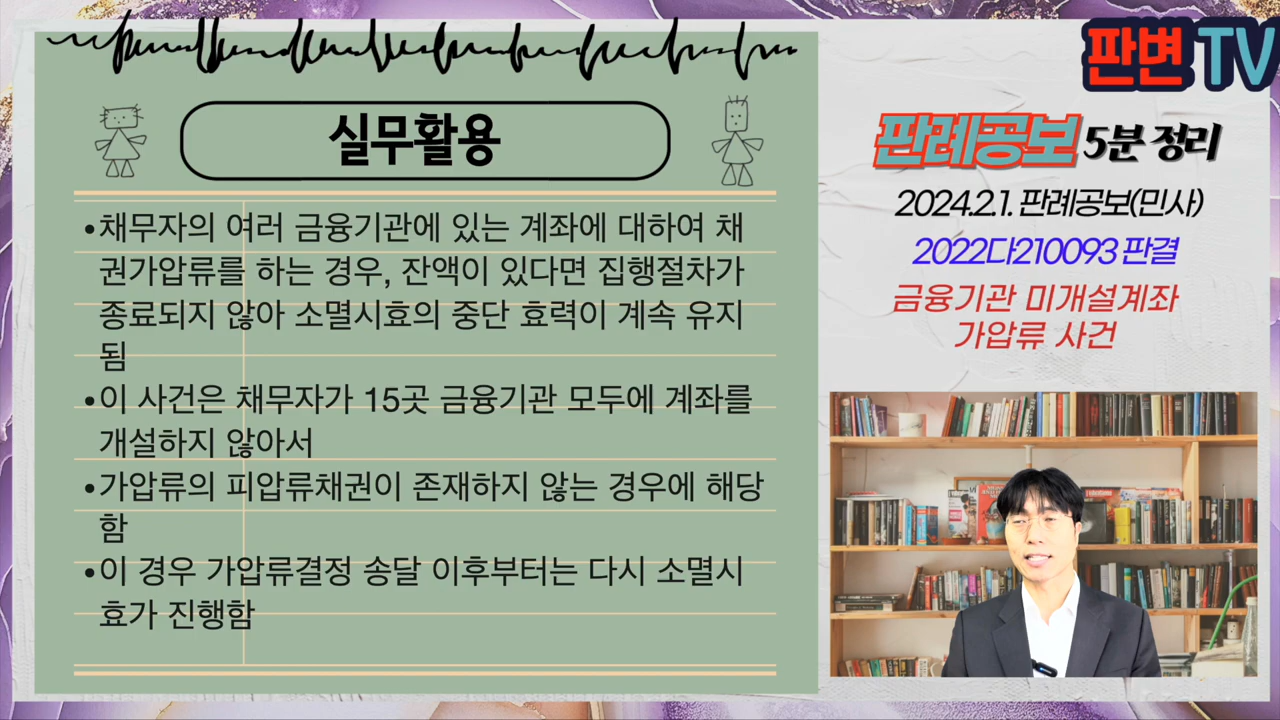 실무활용
•채무자의 여러 금융기관에 있는 계좌에 대하여 채
권가압류를 하는 경우, 잔액이 있다면 집행절차가
종료되지 않아 소멸시효의 중단 효력이 계속 유지
됨
•이 사건은 채무자가 15곳 금융기관 모두에 계좌를
개설하지 않아서
•가압류의 피압류채권이 존재하지 않는 경우에 해당
함
•이 경우 가압류결정 송달 이후부터는 다시 소멸시
효가 진행함
판변 TV
판례공보 5분 정리
2024.2.1. 판례공보(민사)
2022다210093 판결
금융기관 미개설계좌
가압류 사건